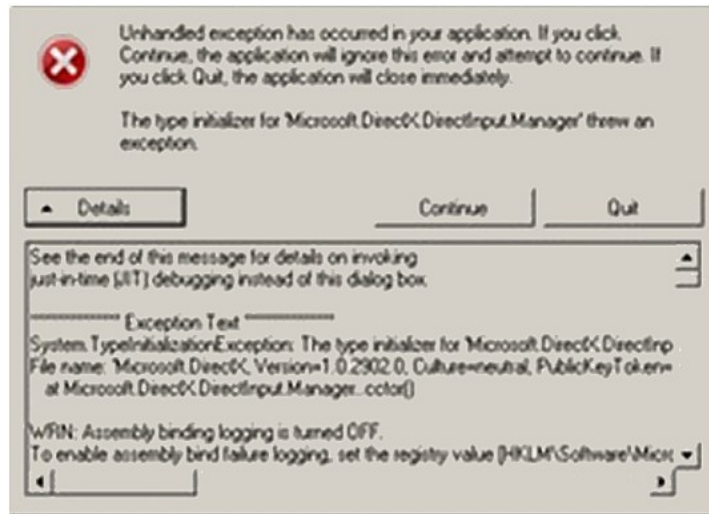 Unhandled exception has occurred in your application. If you click
Continue, the application will ignore this error and attempt to continue. If
you click Quit, the application will close immediately.
The type initializer for 'Microsoft.DirectX.DirectInput.Manager' threw an
exception.
Details
Continue
Quit
See the end of this message for details on invoking
just-in-time (JIT) debugging instead of this dialog box.
************** Exception Text **************
System.TypeInitializationException: The type initializer for 'Microsoft.DirectX.DirectInp
File name: 'Microsoft.DirectX, Version=1.0.2902.0, Culture=neutral, PublicKeyToken=
at Microsoft.DirectX.DirectInput.Manager..cctor()
WRN: Assembly binding logging is turned OFF.
To enable assembly bind failure logging, set the registry value [HKLM\Software\Micro